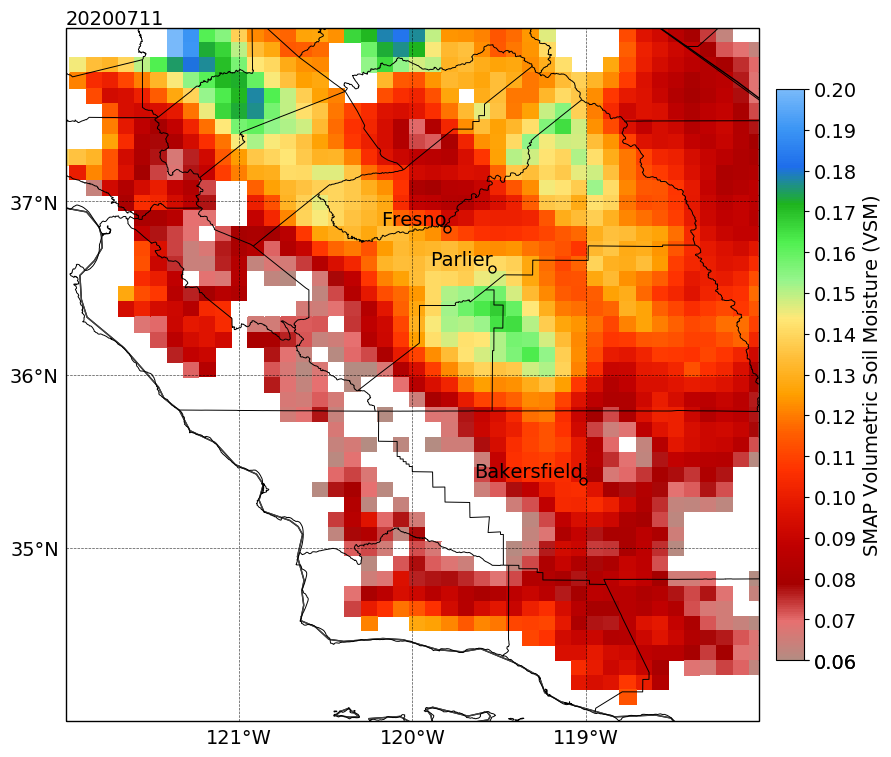 20200711
37°N
36°N
35°N
121°W
120°W
119°W
Fresno
Parlier
Bakersfield
0.20
0.19
0.18
0.17
0.16
0.15
0.14
0.13
0.12
0.11
0.10
0.09
0.08
0.07
0.06
SMAP Volumetric Soil Moisture (VSM)